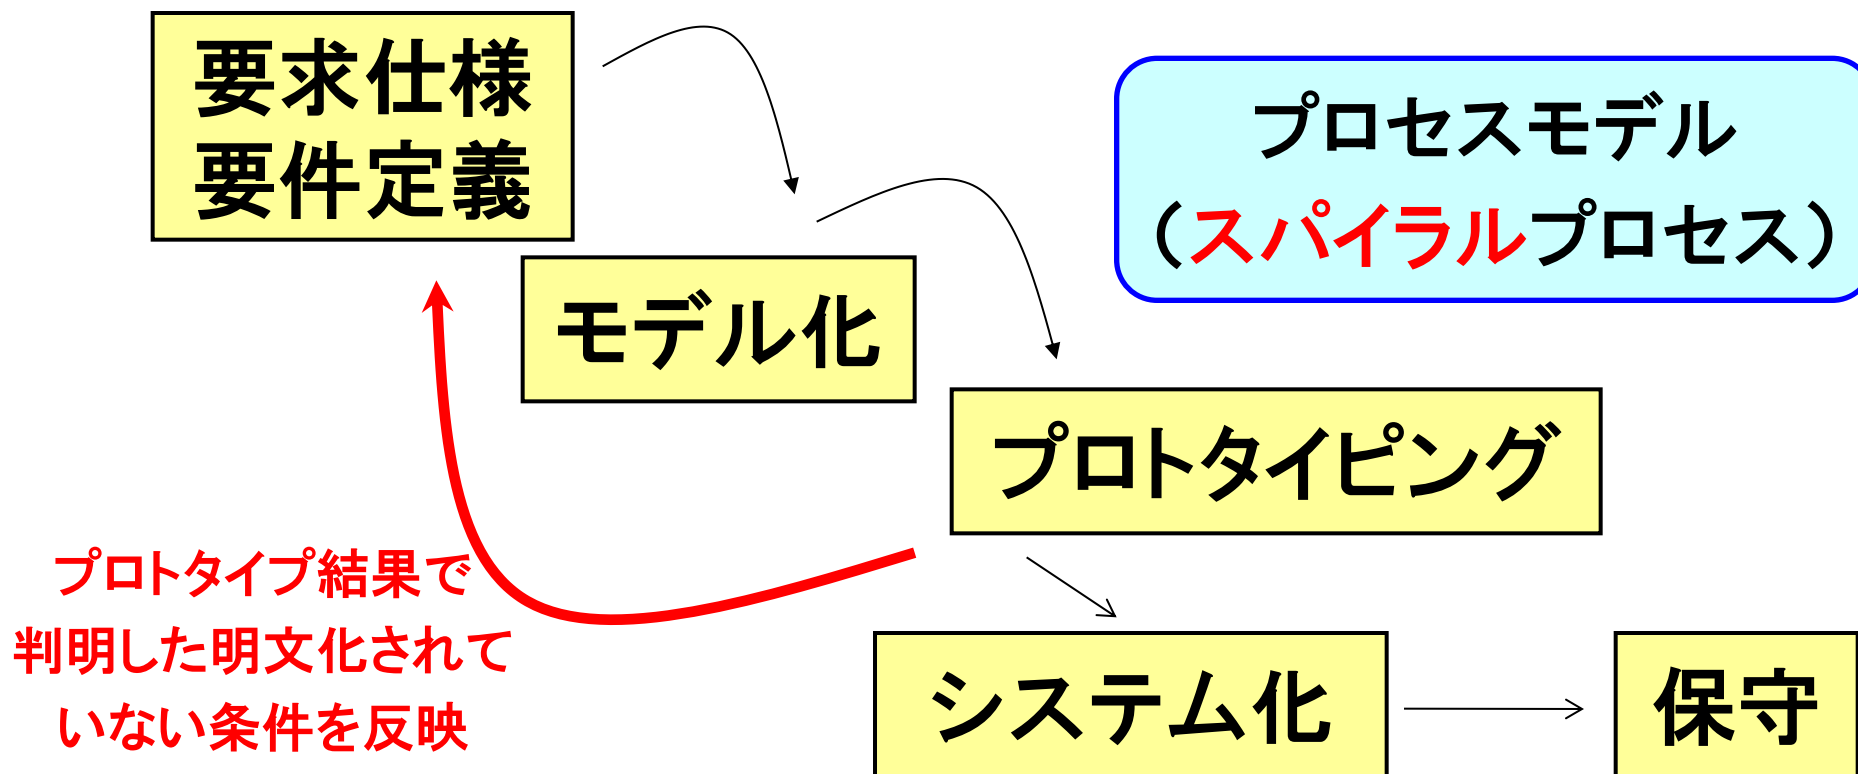 要求仕様
要件定義
プロセスモデル
（スパイラルプロセス）
モデル化
プロトタイピング
プロトタイプ結果で
判明した明文化されて
いない条件を反映
システム化
保守